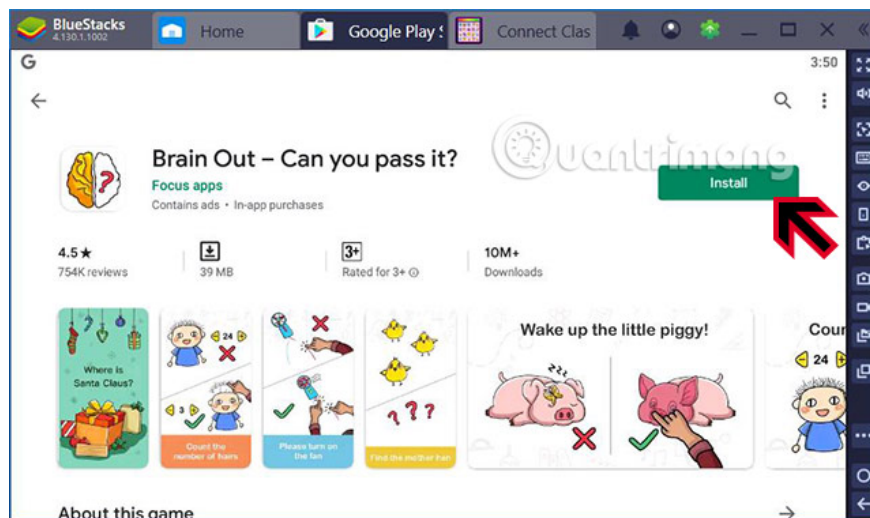 BlueStacks
4.130.1.1002
Home
Google Play S
Connect Clas
G
3:50
Quantrimang
Brain Out – Can you pass it?
Focus apps
Contains ads • In-app purchases
Install
4.5★
754K reviews
39 MB
3+
Rated for 3+
10M+
Downloads
Where is
Santa Claus?
24
3
Count the
number of hairs
Please turn on
the fan
???
Find the mother hen
Wake up the little piggy!
zzz
Coun
24
About this game